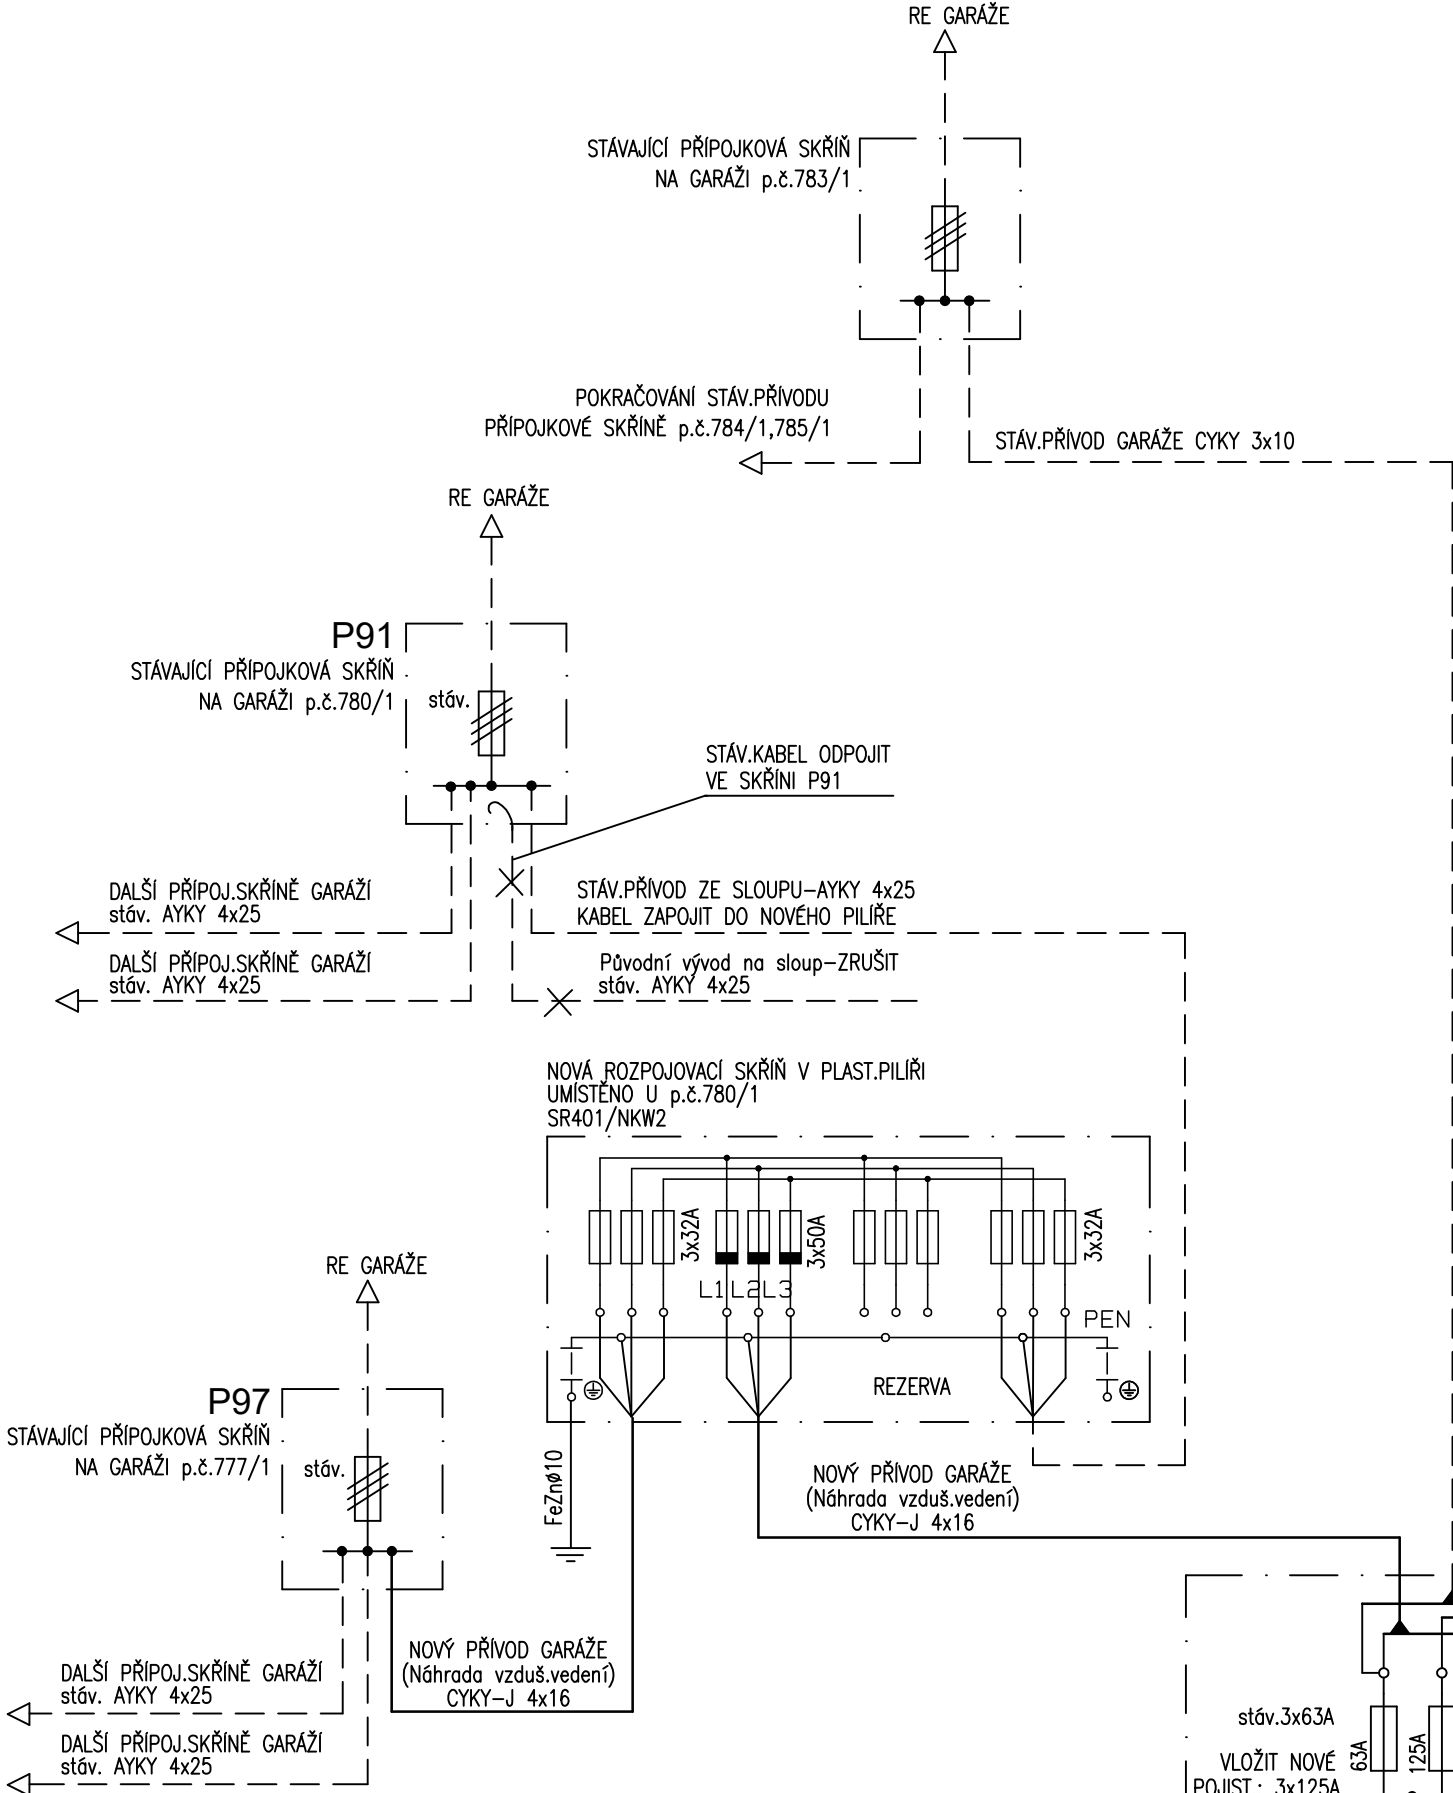 RE GARÁŽE
STÁVAJÍCÍ PŘÍPOJKOVÁ SKŘÍŇ
NA GARÁŽI p.č.783/1
POKRAČOVÁNÍ STÁV.PŘÍVODU
PŘÍPOJKOVÉ SKŘÍNĚ p.č.784/1,785/1
STÁV.PŘÍVOD GARÁŽE CYKY 3x10
RE GARÁŽE
P91
STÁVAJÍCÍ PŘÍPOJKOVÁ SKŘÍŇ
NA GARÁŽI p.č.780/1
stáv.
STÁV.KABEL ODPOJIT
VE SKŘÍNI P91
DALŠÍ PŘÍPOJ.SKŘÍNĚ GARÁŽÍ
stáv. AYKY 4x25
STÁV.PŘÍVOD ZE SLOUPU-AYKY 4x25
KABEL ZAPOJIT DO NOVÉHO PILÍŘE
DALŠÍ PŘÍPOJ.SKŘÍNĚ GARÁŽÍ
stáv. AYKY 4x25
Původní vývod na sloup-ZRUŠIT
stáv. AYKY 4x25
NOVÁ ROZPOJOVACÍ SKŘÍŇ V PLAST.PILÍŘI
UMÍSTĚNO U p.č.780/1
SR401/NKW2
3x32A
3x50A
3x32A
L1 L2 L3
PEN
REZERVA
FeZnø10
RE GARÁŽE
P97
STÁVAJÍCÍ PŘÍPOJKOVÁ SKŘÍŇ
NA GARÁŽI p.č.777/1
stáv.
NOVÝ PŘÍVOD GARÁŽE
(Náhrada vzduš.vedení)
CYKY-J 4x16
NOVÝ PŘÍVOD GARÁŽE
(Náhrada vzduš.vedení)
CYKY-J 4x16
DALŠÍ PŘÍPOJ.SKŘÍNĚ GARÁŽÍ
stáv. AYKY 4x25
DALŠÍ PŘÍPOJ.SKŘÍNĚ GARÁŽÍ
stáv. AYKY 4x25
stáv.3x63A
63A
125A
VLOŽIT NOVÉ
POJIST: 3x125A